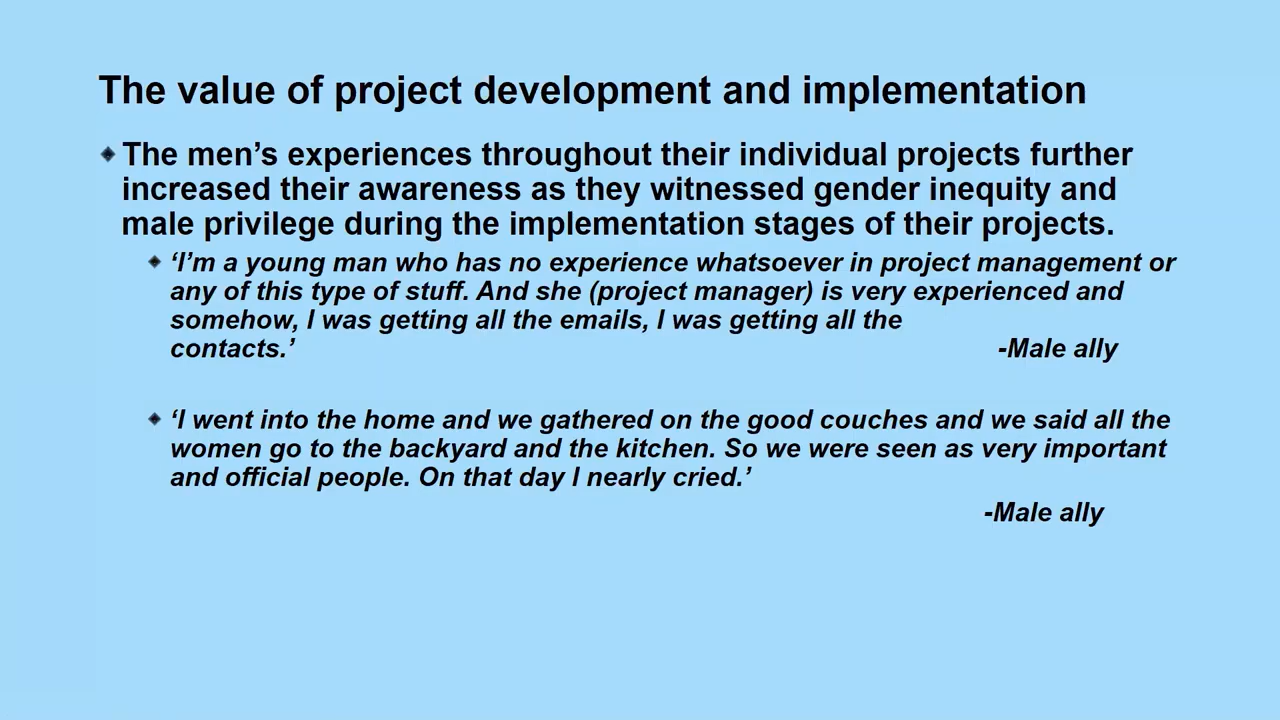 The value of project development and implementation
The men’s experiences throughout their individual projects further
increased their awareness as they witnessed gender inequity and
male privilege during the implementation stages of their projects.
‘I’m a young man who has no experience whatsoever in project management or
any of this type of stuff. And she (project manager) is very experienced and
somehow, I was getting all the emails, I was getting all the
contacts.’ -Male ally
‘I went into the home and we gathered on the good couches and we said all the
women go to the backyard and the kitchen. So we were seen as very important
and official people. On that day I nearly cried.’
-Male ally